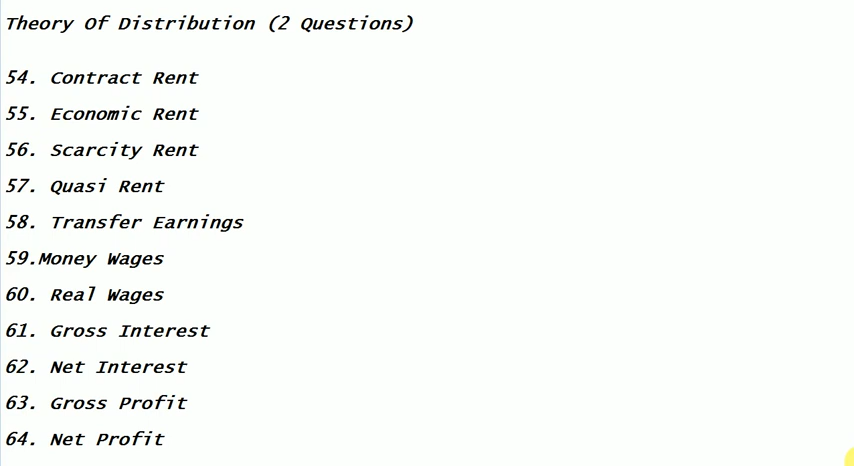 Theory Of Distribution (2 Questions)
54. Contract Rent
55. Economic Rent
56. Scarcity Rent
57. Quasi Rent
58. Transfer Earnings
59.Money Wages
60. Real Wages
61. Gross Interest
62. Net Interest
63. Gross Profit
64. Net Profit